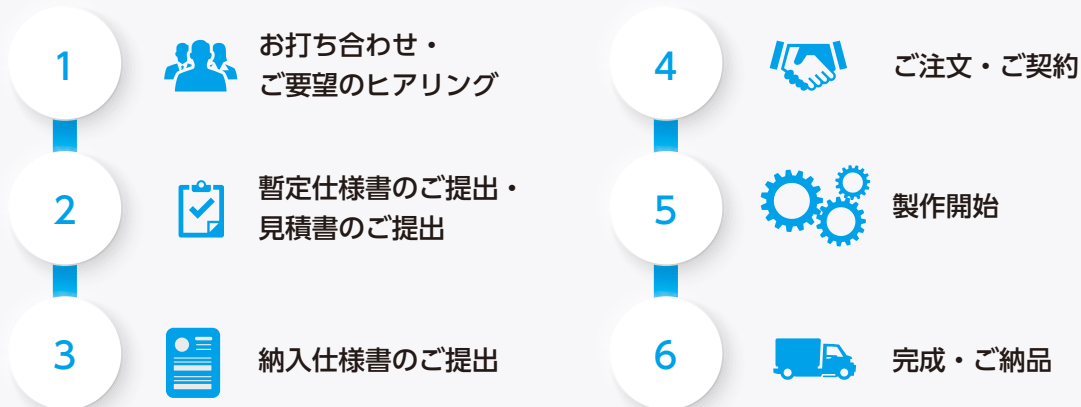 1
お打ち合わせ・
ご要望のヒアリング
2
暫定仕様書のご提出・
見積書のご提出
3
納入仕様書のご提出
4
ご注文・ご契約
5
製作開始
6
完成・ご納品